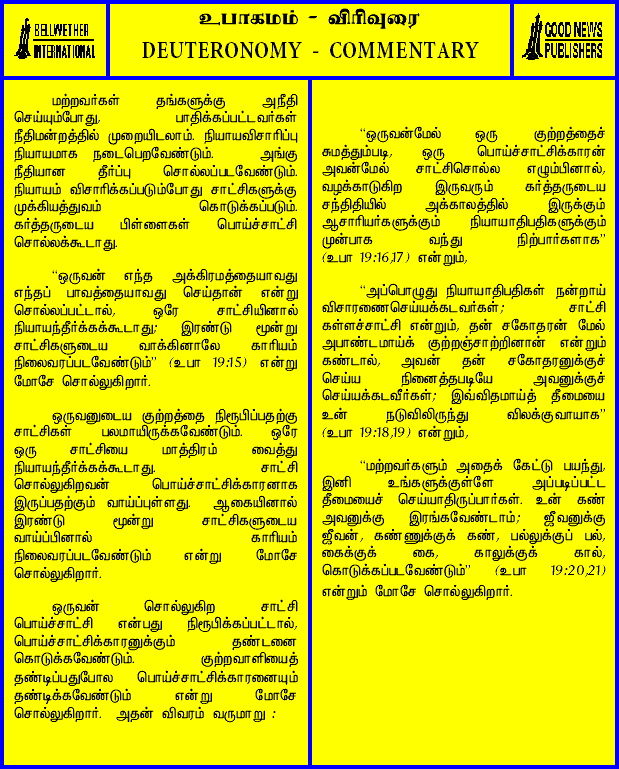 BELLWETHER
INTERNATIONAL
உபாகமம் - விரிவுரை
DEUTERONOMY - COMMENTARY
GOOD NEWS
PUBLISHERS
மற்றவர்கள் தங்களுக்கு அநீதி
செய்யும்போது, பாதிக்கப்பட்டவர்கள்
நீதிமன்றத்தில் முறையிடலாம். நியாயவிசாரிப்பு
நியாயமாக நடைபெறவேண்டும். அங்கு
நீதியான தீர்ப்பு சொல்லப்படவேண்டும்.
நியாயம் விசாரிக்கப்படும்போது சாட்சிகளுக்கு
முக்கியத்துவம் கொடுக்கப்படும்.
கர்த்தருடைய பிள்ளைகள் பொய்ச்சாட்சி
சொல்லக்கூடாது.
“ஒருவன் எந்த அக்கிரமத்தையாவது
எந்தப் பாவத்தையாவது செய்தான் என்று
சொல்லப்பட்டால், ஒரே சாட்சியினால்
நியாயந்தீர்க்கக்கூடாது; இரண்டு மூன்று
சாட்சிகளுடைய வாக்கினாலே காரியம்
நிலைவரப்படவேண்டும்” (உபா 19:15) என்று
மோசே சொல்லுகிறார்.
ஒருவனுடைய குற்றத்தை நிரூபிப்பதற்கு
சாட்சிகள் பலமாயிருக்கவேண்டும். ஒரே
ஒரு சாட்சியை மாத்திரம் வைத்து
நியாயந்தீர்க்கக்கூடாது. சாட்சி
சொல்லுகிறவன் பொய்ச்சாட்சிக்காரனாக
இருப்பதற்கும் வாய்ப்புள்ளது. ஆகையினால்
இரண்டு மூன்று சாட்சிகளுடைய
வாய்ப்பினால் காரியம்
நிலைவரப்படவேண்டும் என்று மோசே
சொல்லுகிறார்.
ஒருவன் சொல்லுகிற சாட்சி
பொய்ச்சாட்சி என்பது நிரூபிக்கப்பட்டால்,
பொய்ச்சாட்சிக்காரனுக்கும் தண்டனை
கொடுக்கவேண்டும். குற்றவாளியைத்
தண்டிப்பதுபோல பொய்ச்சாட்சிக்காரனையும்
தண்டிக்கவேண்டும் என்று மோசே
சொல்லுகிறார். அதன் விவரம் வருமாறு :
“ஒருவன்மேல் ஒரு குற்றத்தைச்
சுமத்தும்படி, ஒரு பொய்ச்சாட்சிக்காரன்
அவன்மேல் சாட்சிசொல்ல எழும்பினால்,
வழக்காடுகிற இருவரும் கர்த்தருடைய
சந்நிதியில் அக்காலத்தில் இருக்கும்
ஆசாரியர்களுக்கும் நியாயாதிபதிகளுக்கும்
முன்பாக வந்து நிற்பார்களாக”
(உபா 19:16,17) என்றும்,
“அப்பொழுது நியாயாதிபதிகள் நன்றாய்
விசாரணைசெய்யக்கடவர்கள்; சாட்சி
கள்ளச்சாட்சி என்றும், தன் சகோதரன் மேல்
அபாண்டமாய்க் குற்றஞ்சாற்றினான் என்றும்
கண்டால், அவன் தன் சகோதரனுக்குச்
செய்ய நினைத்தபடியே அவனுக்குச்
செய்யக்கடவீர்கள்; இவ்விதமாய்த் தீமையை
உன் நடுவிலிருந்து விலக்குவாயாக”
(உபா 19:18,19) என்றும்,
“மற்றவர்களும் அதைக் கேட்டு பயந்து,
இனி உங்களுக்குள்ளே அப்படிப்பட்ட
தீமையைச் செய்யாதிருப்பார்கள். உன் கண்
அவனுக்கு இரங்கவேண்டாம்; ஜீவனுக்கு
ஜீவன், கண்ணுக்குக் கண், பல்லுக்குப் பல்,
கைக்குக் கை, காலுக்குக் கால்,
கொடுக்கப்படவேண்டும்” (உபா 19:20,21)
என்றும் மோசே சொல்லுகிறார்.